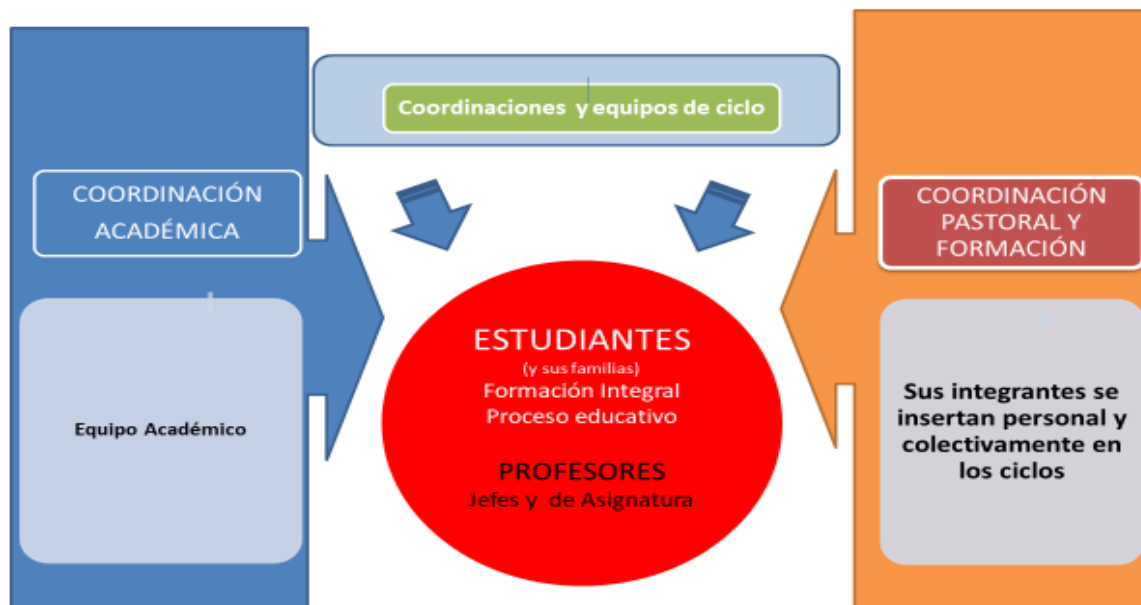 Coordinaciones y equipos de ciclo
COORDINACIÓN
ACADÉMICA
Equipo Académico
ESTUDIANTES
(y sus familias)
Formación Integral
Proceso educativo
PROFESORES
Jefes y de Asignatura
COORDINACIÓN
PASTORAL Y
FORMACIÓN
Sus integrantes se
insertan personal y
colectivamente en
los ciclos